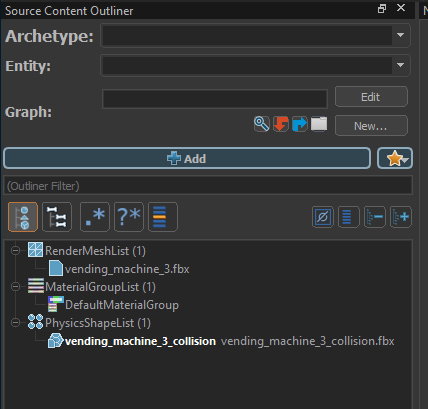 Source Content Outliner
Archetype:
Entity:
Graph:
Edit
New...
Add
(Outliner Filter)
.* ?*
RenderMeshList (1)
vending_machine_3.fbx
MaterialGroupList (1)
DefaultMaterialGroup
PhysicsShapeList (1)
vending_machine_3_collision vending_machine_3_collision.fbx